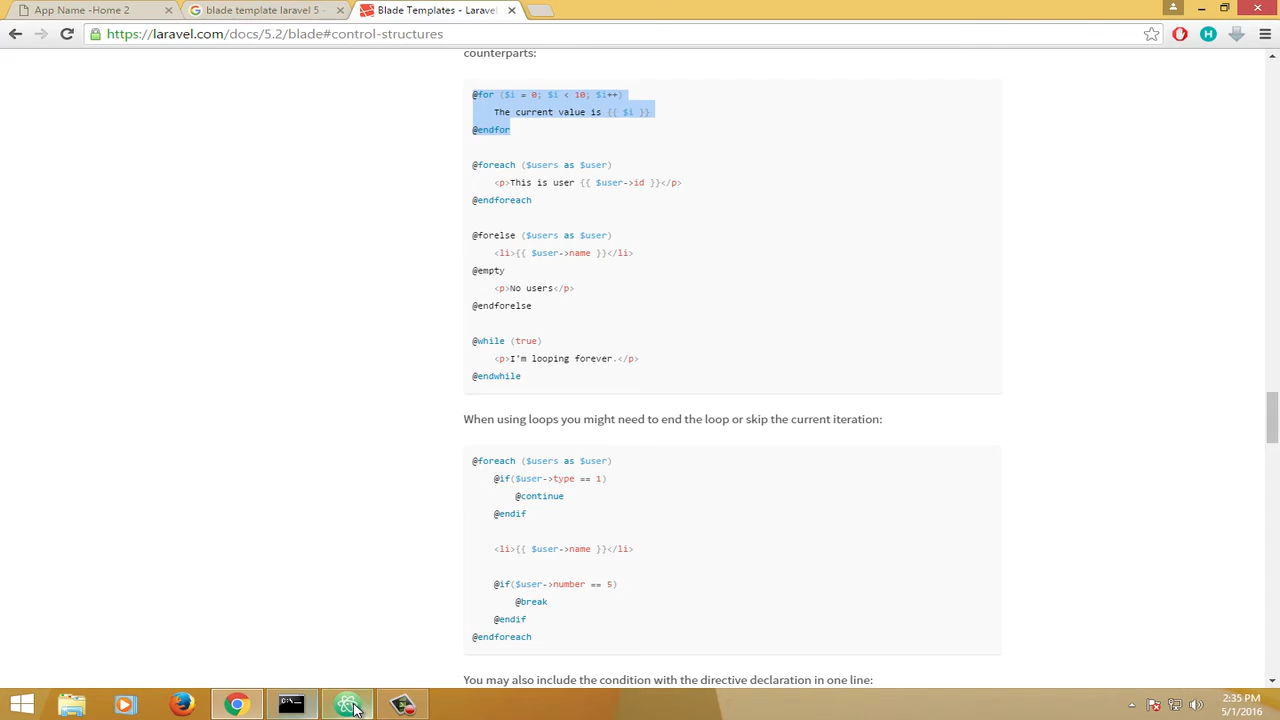 App Name -Home 2
blade template laravel 5 -
Blade Templates - Laravel
https://laravel.com/docs/5.2/blade#control-structures
counterparts:
@for ($i = 0; $i < 10; $i++)
The current value is {{ $i }}
@endfor
@foreach ($users as $user)
<p>This is user {{ $user->id }}</p>
@endforeach
@forelse ($users as $user)
<li>{{ $user->name }}</li>
@empty
<p>No users</p>
@endforelse
@while (true)
<p>I'm looping forever.</p>
@endwhile
When using loops you might need to end the loop or skip the current iteration:
@foreach ($users as $user)
@if($user->type == 1)
@continue
@endif
<li>{{ $user->name }}</li>
@if($user->number == 5)
@break
@endif
@endforeach
You may also include the condition with the directive declaration in one line:
2:35 PM
5/1/2016